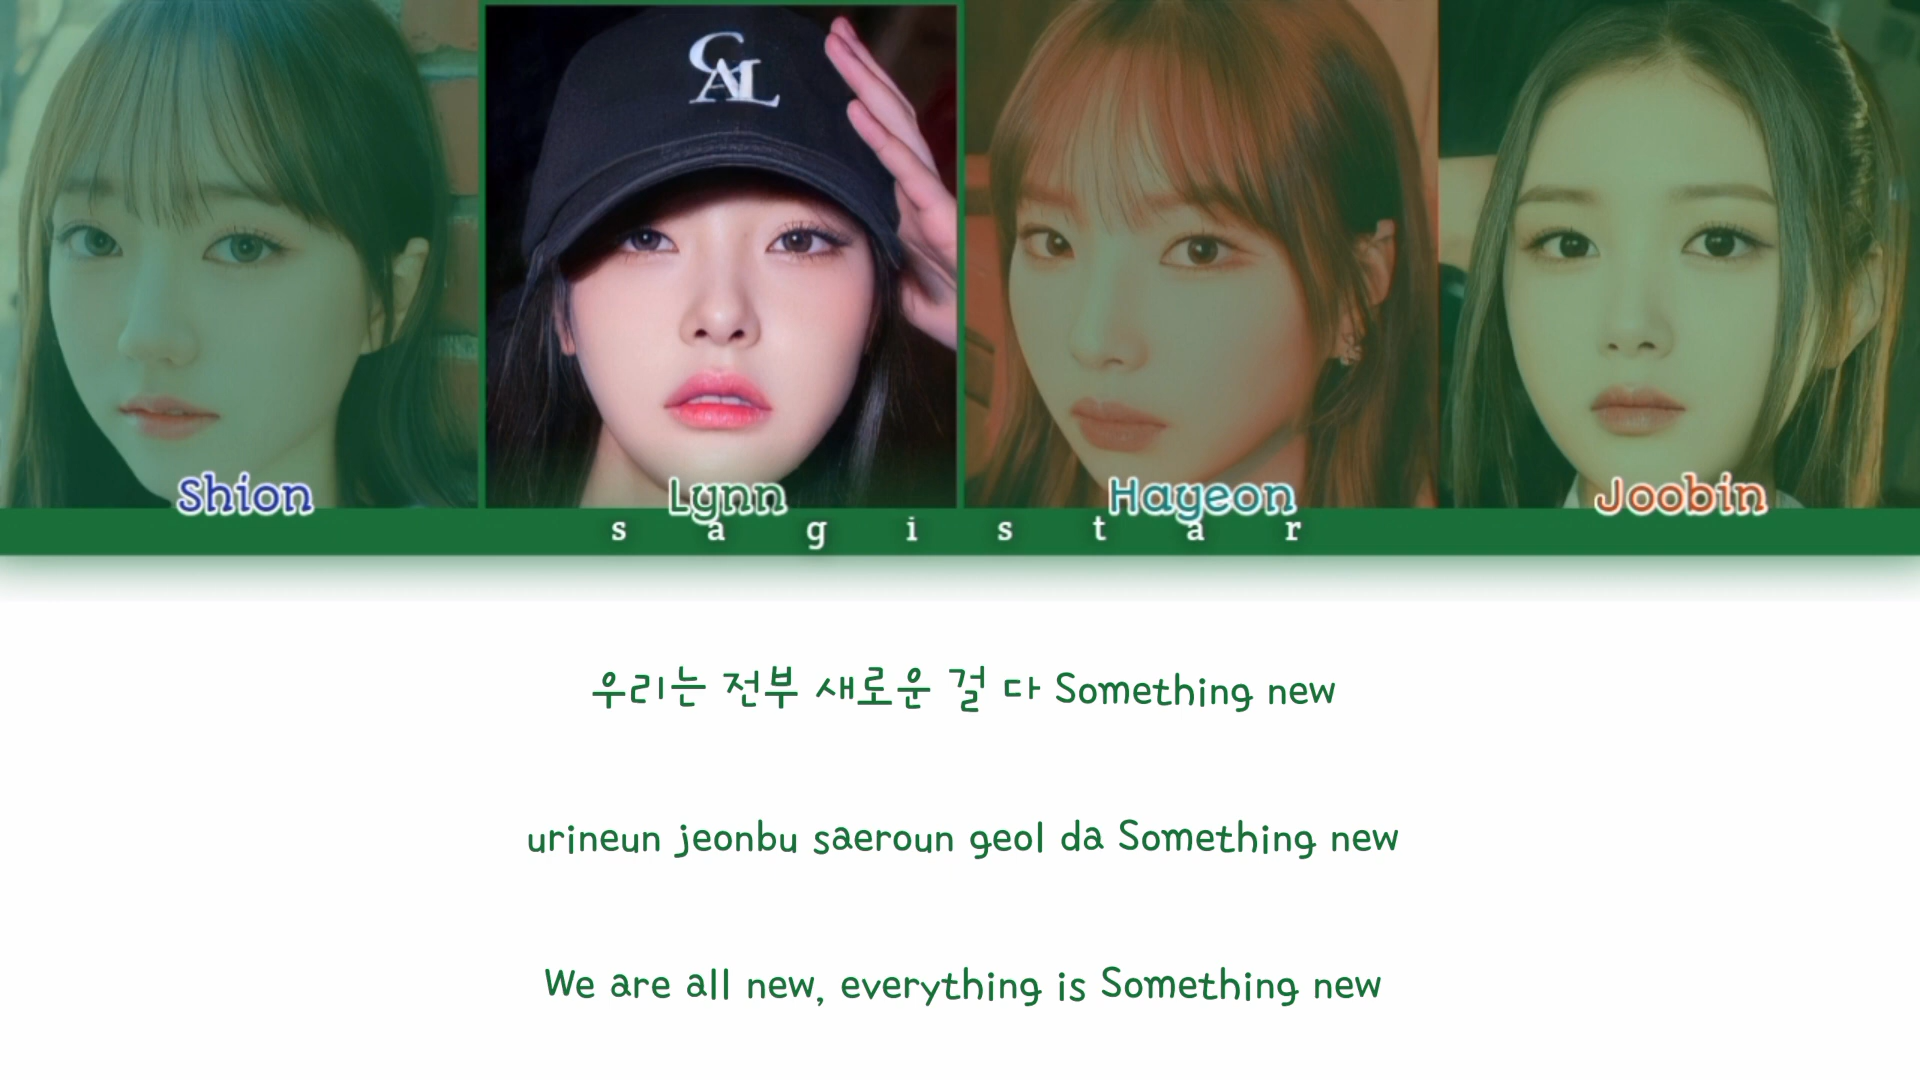 CAL
Shion
Lynn
Hayeon
Joobin
s a g i s t a r
우리는 전부 새로운 걸 다 Something new
urineun jeonbu saeroun geol da Something new
We are all new, everything is Something new